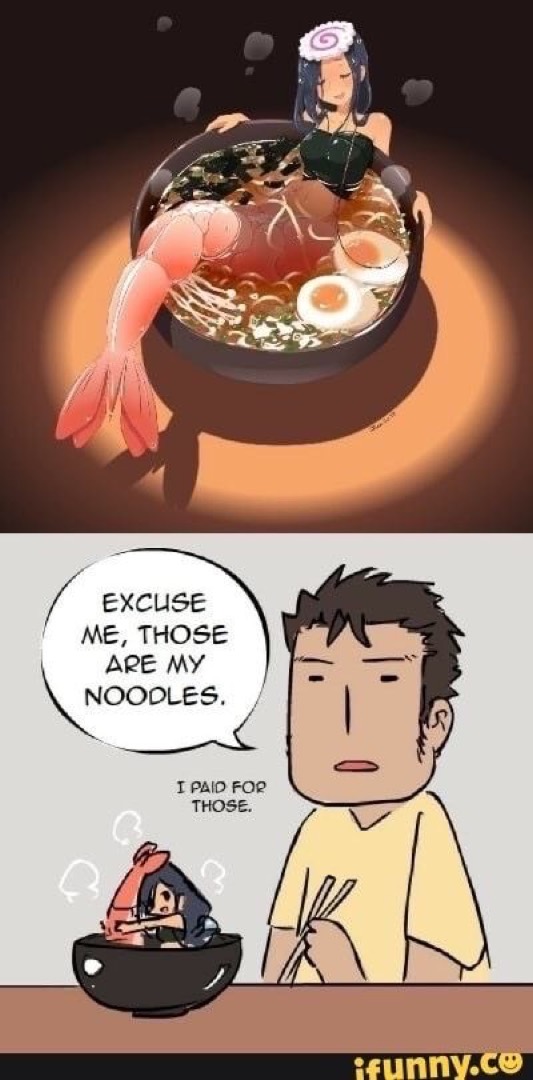 EXCUSE
ME, THOSE
ARE MY
NOODLES.
I PAID FOR
THOSE.
ifunny.co